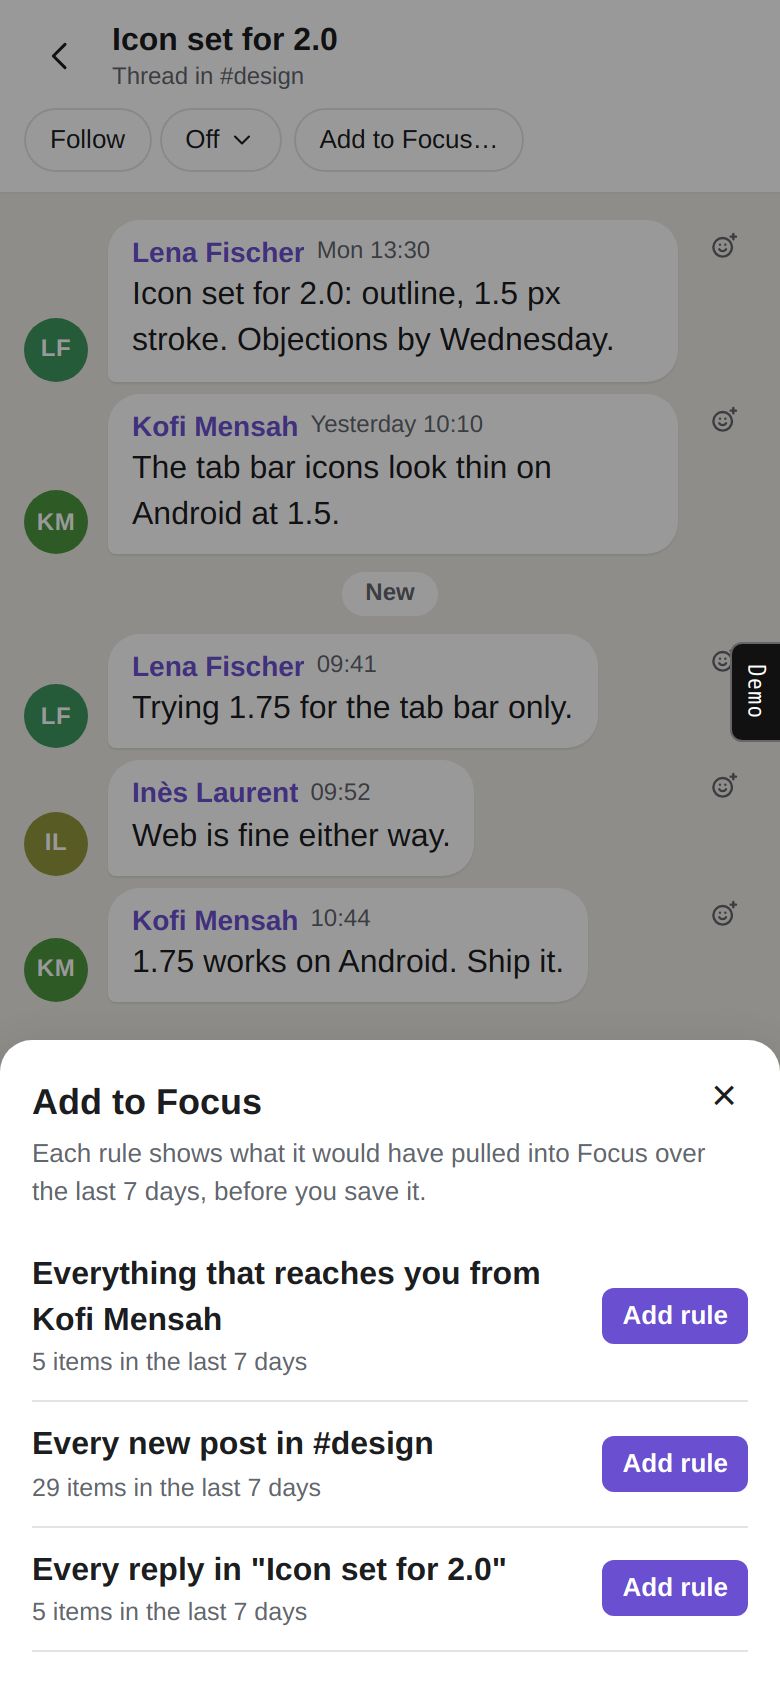 Icon set for 2.0
Thread in #design
Follow
Off
Add to Focus…
Lena Fischer Mon 13:30
Icon set for 2.0: outline, 1.5 px
stroke. Objections by Wednesday.
LF
Kofi Mensah Yesterday 10:10
The tab bar icons look thin on
Android at 1.5.
KM
New
Lena Fischer 09:41
Trying 1.75 for the tab bar only.
LF
Demo
Inès Laurent 09:52
Web is fine either way.
IL
Kofi Mensah 10:44
1.75 works on Android. Ship it.
KM
Add to Focus
Each rule shows what it would have pulled into Focus over
the last 7 days, before you save it.
Everything that reaches you from
Kofi Mensah
5 items in the last 7 days
Add rule
Every new post in #design
29 items in the last 7 days
Add rule
Every reply in "Icon set for 2.0"
5 items in the last 7 days
Add rule